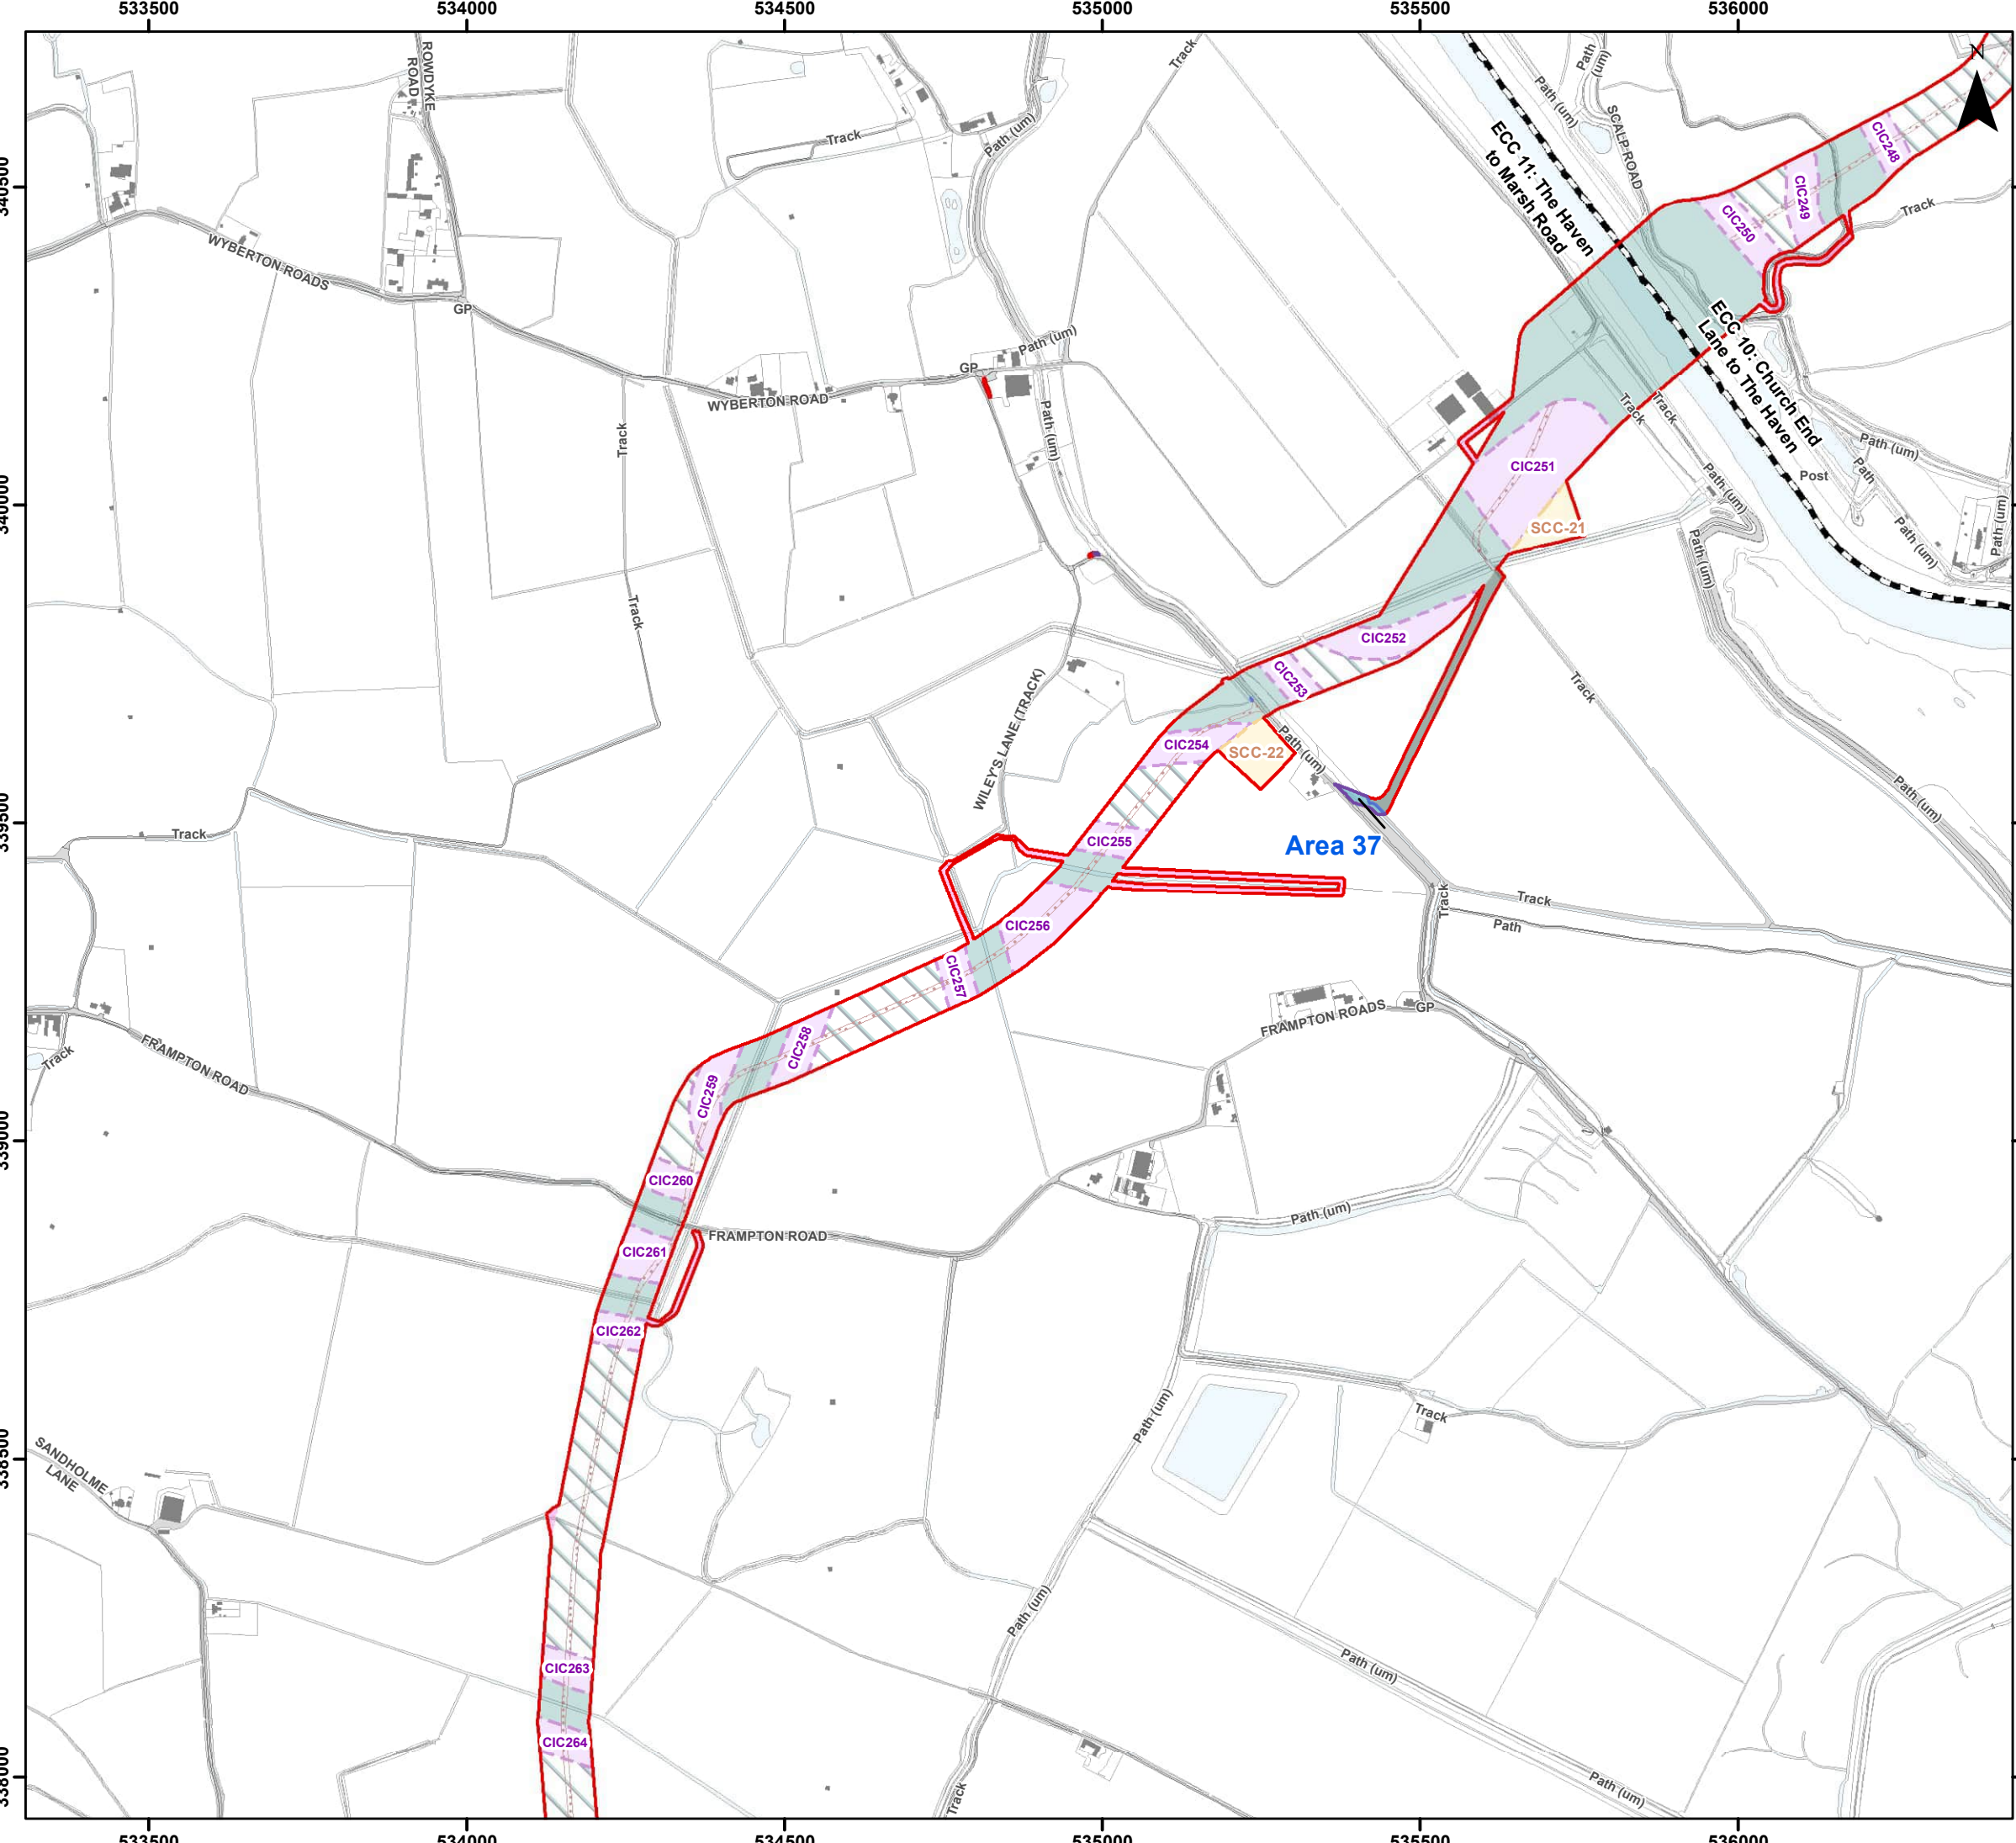 533500
534000
534500
535000
535500
536000
N
ROWDYKE
ROAD
Track
Path (um)
Track
Path (um)
Path
(um)
SCALP ROAD
ECC 11: The Haven
to Marsh Road
CIC248
CIC249
CIC250
Track
340500
WYBERTON ROADS
GP
Path (um)
GP
WYBERTON ROAD
Path (um)
Track
ECC 10: Church End
Lane to The Haven
Track
Track
Path (um)
Path
Post
Path (um)
Path (um)
Path (um)
Path (um)
CIC251
SCC-21
340000
Track
CIC252
CIC253
WILEY'S LANE (TRACK)
Track
CIC254
SCC-22
Path (um)
Path (um)
339500
Track
CIC255
Area 37
Track
Track
Path
CIC256
CIC257
FRAMPTON ROADS
GP
CIC258
CIC259
Track
FRAMPTON ROAD
339000
CIC260
FRAMPTON ROAD
Path (um)
CIC261
CIC262
Track
Path (um)
338500
SANDHOLME
LANE
Path (um)
CIC263
Path (um)
CIC264
338000
Track
Path (um)
533500
534000
534500
535000
535500
536000